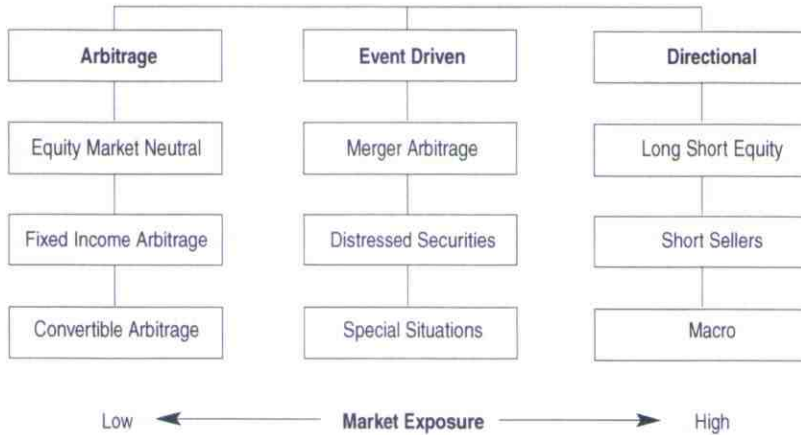 Arbitrage
Event Driven
Directional
Equity Market Neutral
Merger Arbitrage
Long Short Equity
Fixed Income Arbitrage
Distressed Securities
Short Sellers
Convertible Arbitrage
Special Situations
Macro
Low
Market Exposure
High